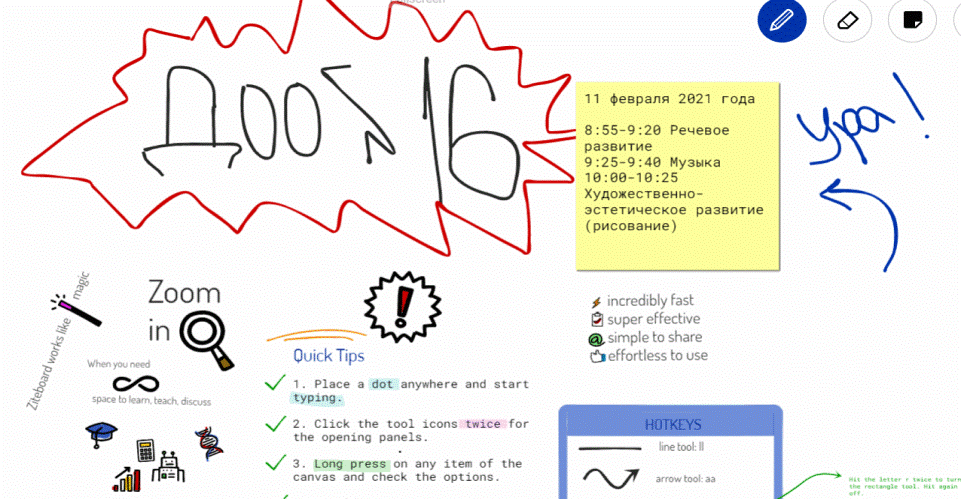 Дооу 16
11 февраля 2021 года
8:55-9:20 Речевое
развитие
9:25-9:40 Музыка
10:00-10:25
Художественно-
эстетическое развитие
(рисование)
Ура!
Ziteboard works like magic
Zoom
in
When you need
space to learn, teach, discuss
Quick Tips
1. Place a dot anywhere and start
typing.
2. Click the tool icons twice for
the opening panels.
3. Long press on any item of the
canvas and check the options.
incredibly fast
super effective
simple to share
effortless to use
HOTKEYS
line tool: ll
arrow tool: aa
Hit the letter r twice to turn
the rectangle tool. Hit again
off.